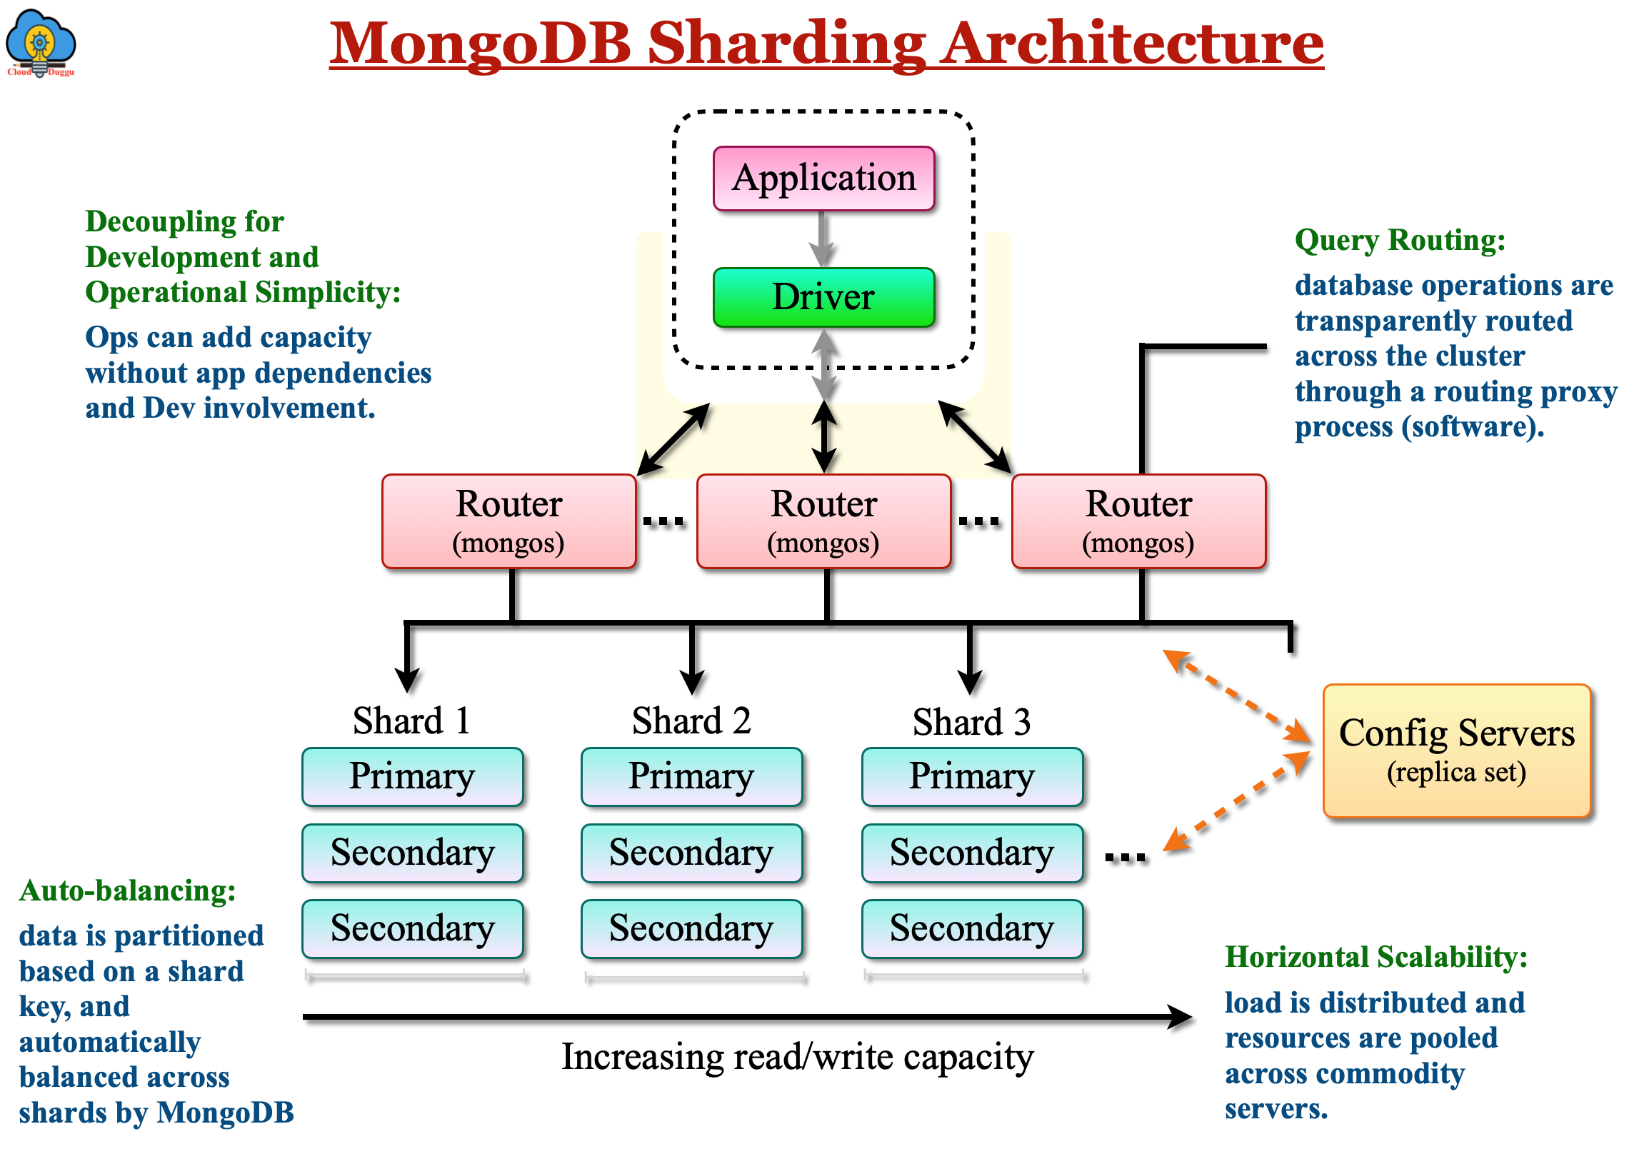 Cloud Duggu
MongoDB Sharding Architecture
Application
Driver
Decoupling for
Development and
Operational Simplicity:
Ops can add capacity
without app dependencies
and Dev involvement.
Query Routing:
database operations are
transparently routed
across the cluster
through a routing proxy
process (software).
Router
(mongos)
...
Router
(mongos)
...
Router
(mongos)
Shard 1
Primary
Secondary
Secondary
Shard 2
Primary
Secondary
Secondary
Shard 3
Primary
Secondary
Secondary
...
Config Servers
(replica set)
Auto-balancing:
data is partitioned
based on a shard
key, and
automatically
balanced across
shards by MongoDB
Increasing read/write capacity
Horizontal Scalability:
load is distributed and
resources are pooled
across commodity
servers.